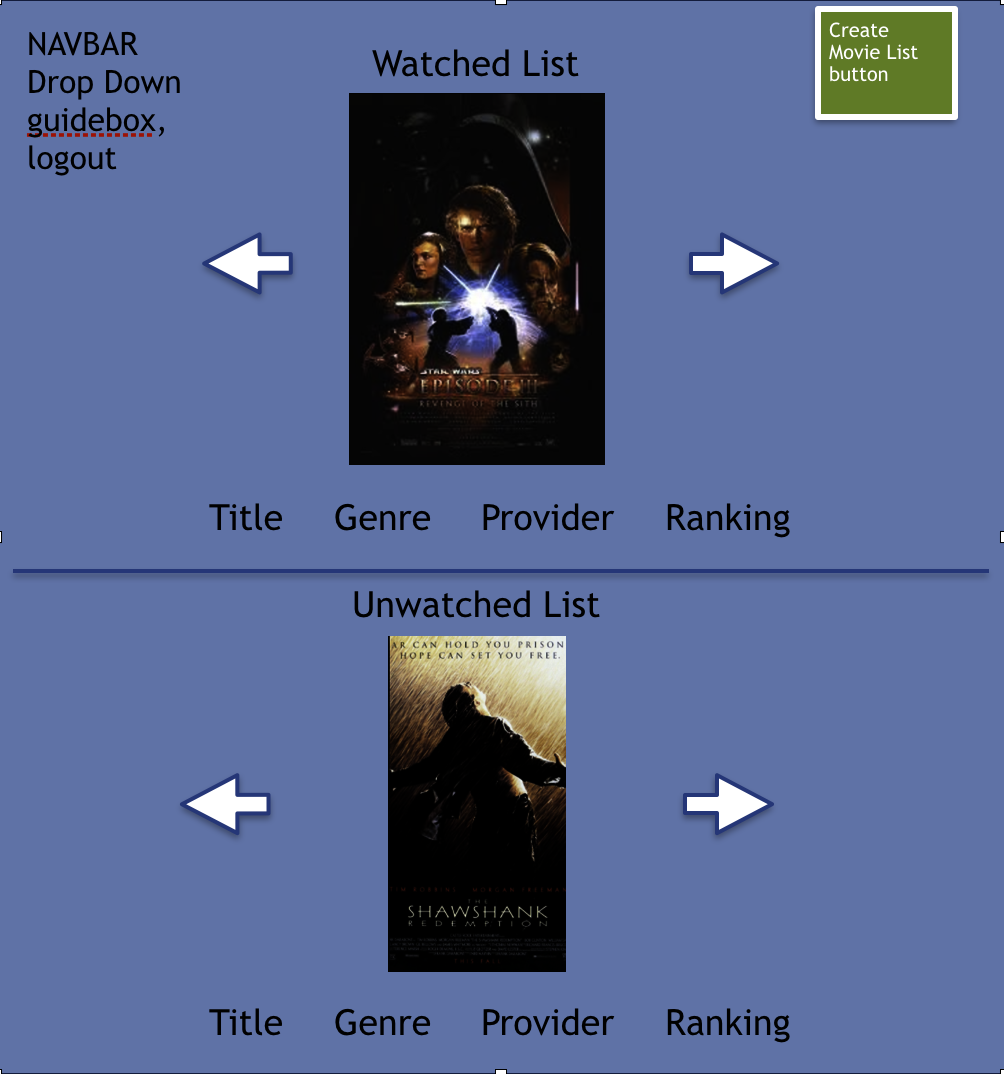 NAVBAR
Drop Down
guidebox,
logout
Watched List
Create
Movie List
button
STAR WARS
EPISODE III
REVENGE OF THE SITH
Title Genre Provider Ranking
Unwatched List
AR CAN HOLD YOU PRISON
HOPE CAN SET YOU FREE.
THE
SHAWSHANK
REDEMPTION
Title Genre Provider Ranking